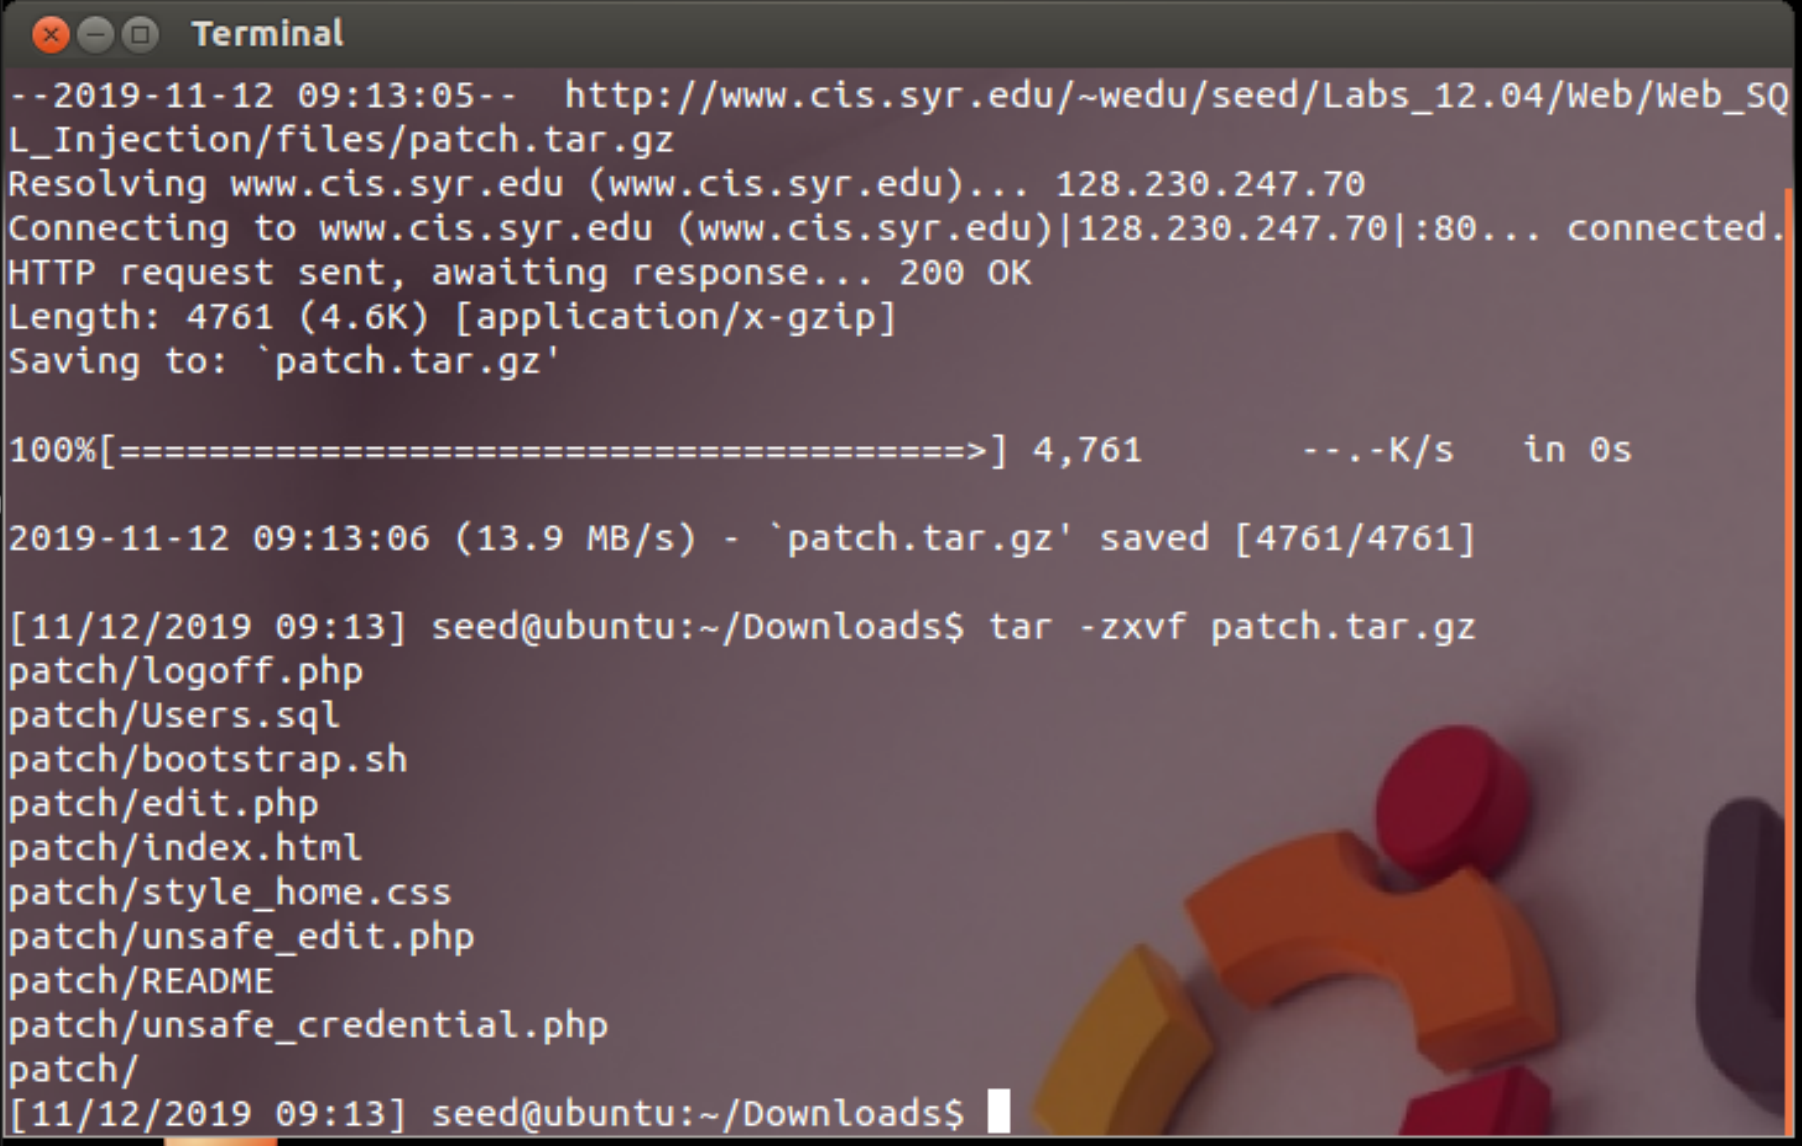 Terminal
--2019-11-12 09:13:05--  http://www.cis.syr.edu/~wedu/seed/Labs_12.04/Web/Web_SQ
L_Injection/files/patch.tar.gz
Resolving www.cis.syr.edu (www.cis.syr.edu)... 128.230.247.70
Connecting to www.cis.syr.edu (www.cis.syr.edu)|128.230.247.70|:80... connected.
HTTP request sent, awaiting response... 200 OK
Length: 4761 (4.6K) [application/x-gzip]
Saving to: `patch.tar.gz'
100%[======================================>] 4,761       --.-K/s   in 0s
2019-11-12 09:13:06 (13.9 MB/s) - `patch.tar.gz' saved [4761/4761]
[11/12/2019 09:13] seed@ubuntu:~/Downloads$ tar -zxvf patch.tar.gz
patch/logoff.php
patch/Users.sql
patch/bootstrap.sh
patch/edit.php
patch/index.html
patch/style_home.css
patch/unsafe_edit.php
patch/README
patch/unsafe_credential.php
patch/
[11/12/2019 09:13] seed@ubuntu:~/Downloads$